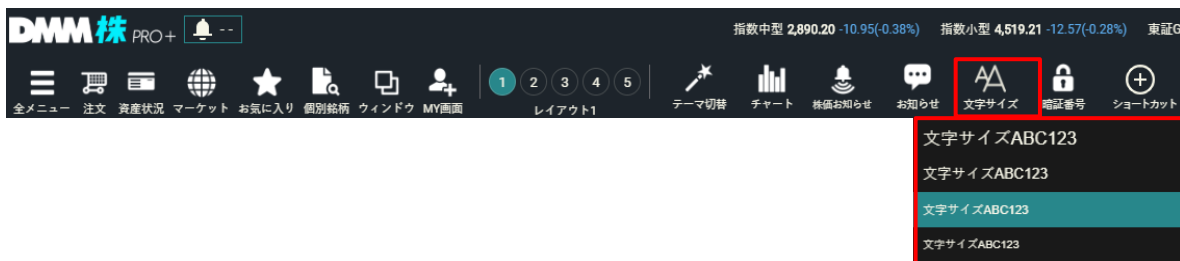 DMM株 PRO+ --
指数中型 2,890.20 -10.95(-0.38%) 指数小型 4,519.21 -12.57(-0.28%) 東証G
1 2 3 4 5
全メニュー 注文 資産状況 マーケット お気に入り 個別銘柄 ウィンドウ MY画面 レイアウト1 テーマ切替 チャート 株価お知らせ お知らせ 文字サイズ 暗証番号 ショートカット
文字サイズABC123
文字サイズABC123
文字サイズABC123
文字サイズABC123